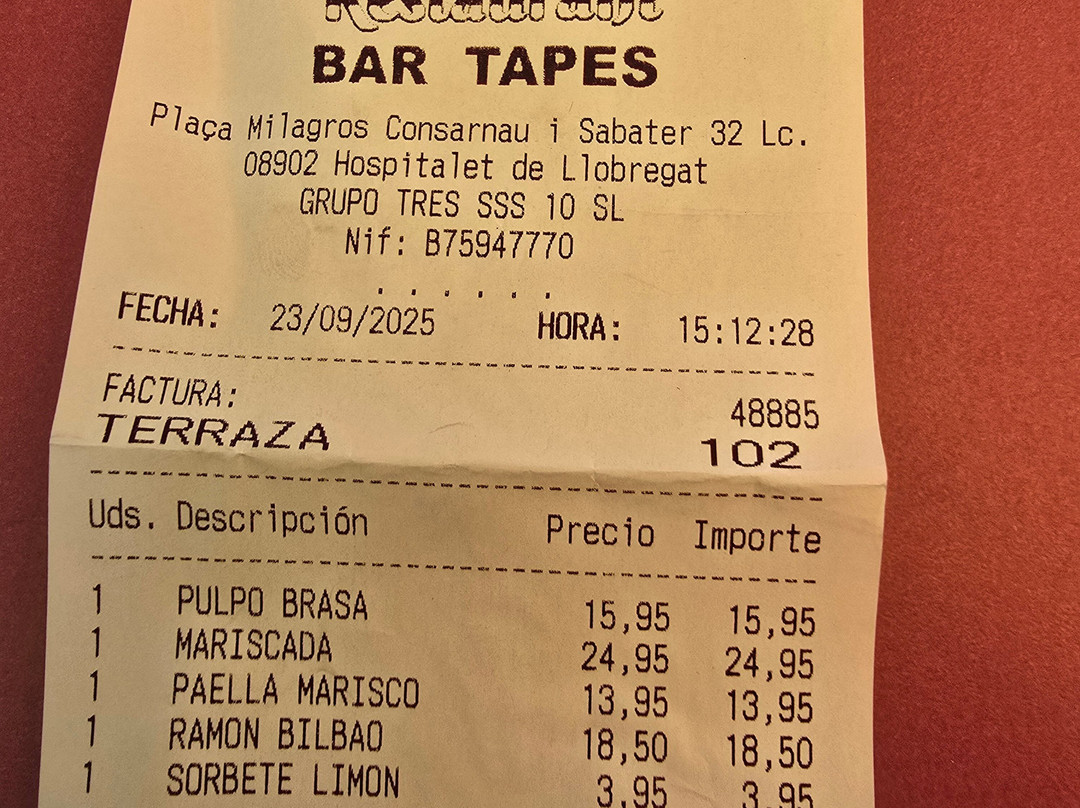 Restaurant
BAR TAPES
Plaça Milagros Consarnau i Sabater 32 Lc.
08902 Hospitalet de Llobregat
GRUPO TRES SSS 10 SL
Nif: B75947770
. . . . . .
FECHA: 23/09/2025 HORA: 15:12:28
FACTURA: 48885
TERRAZA 102
Uds. Descripción Precio Importe
1 PULPO BRASA 15,95 15,95
1 MARISCADA 24,95 24,95
1 PAELLA MARISCO 13,95 13,95
1 RAMON BILBAO 18,50 18,50
1 SORBETE LIMON 3,95 3,95